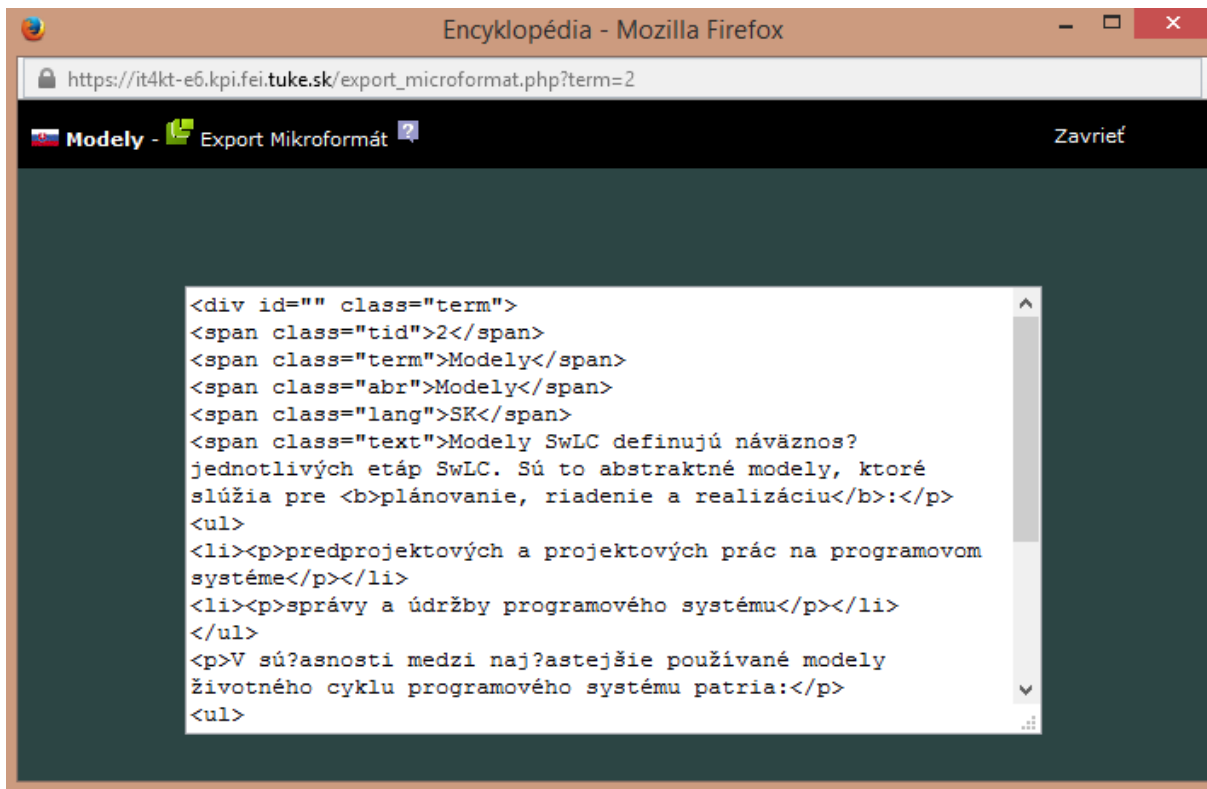 Encyklopédia - Mozilla Firefox
https://it4kt-e6.kpi.fei.tuke.sk/export_microformat.php?term=2
Modely - Export Mikroformát ? Zavrieť
<div id="" class="term">
<span class="tid">2</span>
<span class="term">Modely</span>
<span class="abr">Modely</span>
<span class="lang">SK</span>
<span class="text">Modely SwLC definujú náväznos?
jednotlivých etáp SwLC. Sú to abstraktné modely, ktoré
slúžia pre <b>plánovanie, riadenie a realizáciu</b>:</p>
<ul>
<li><p>predprojektových a projektových prác na programovom
systéme</p></li>
<li><p>správy a údržby programového systému</p></li>
</ul>
<p>V sú?asnosti medzi naj?astejšie používané modely
životného cyklu programového systému patria:</p>
<ul>